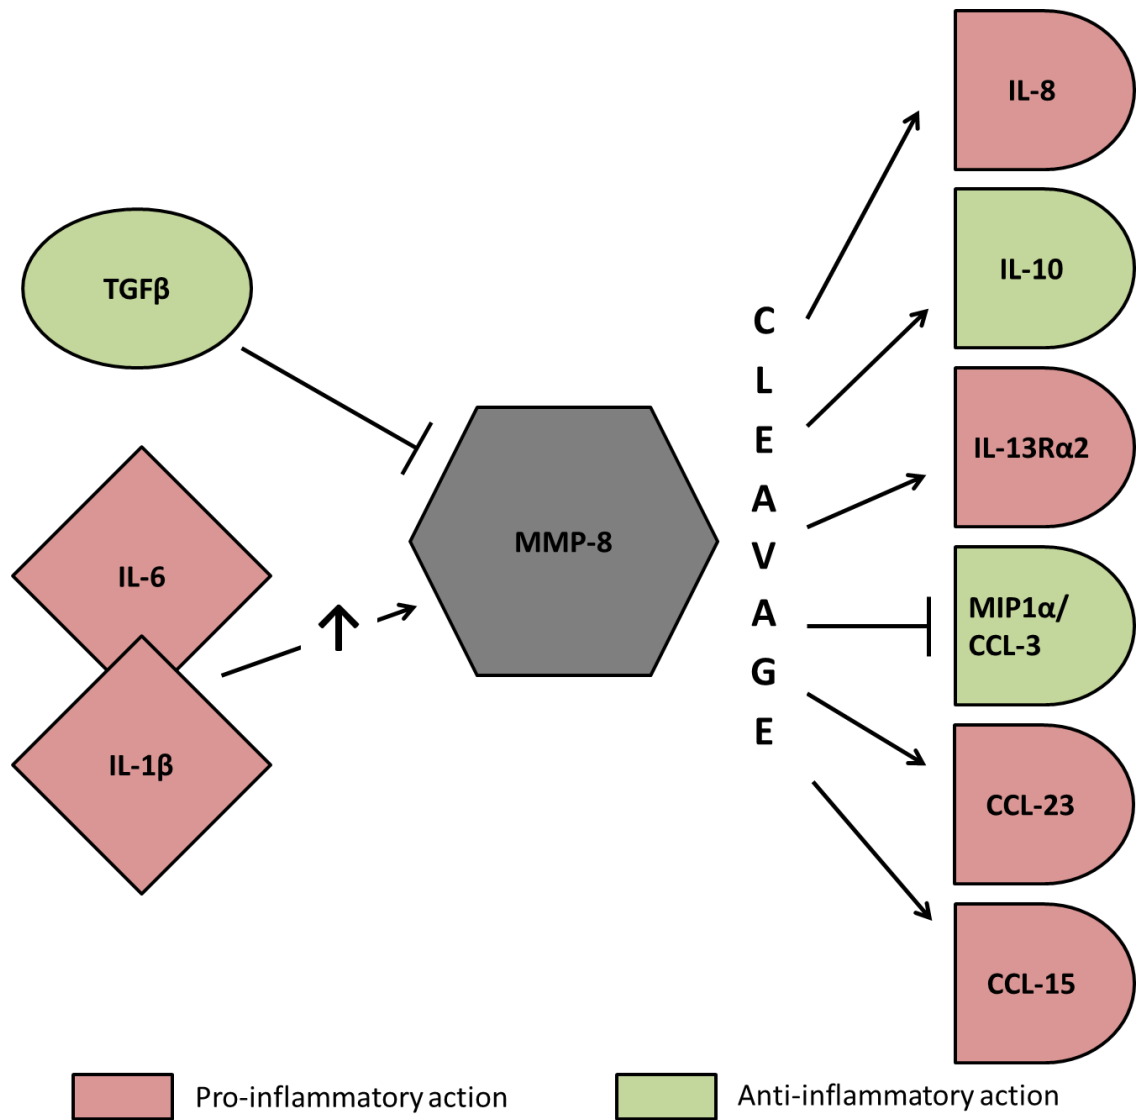 TGFβ
IL-6
IL-1β
MMP-8
C
L
E
A
V
A
G
E
IL-8
IL-10
IL-13Rα2
MIP1α/
CCL-3
CCL-23
CCL-15
Pro-inflammatory action
Anti-inflammatory action